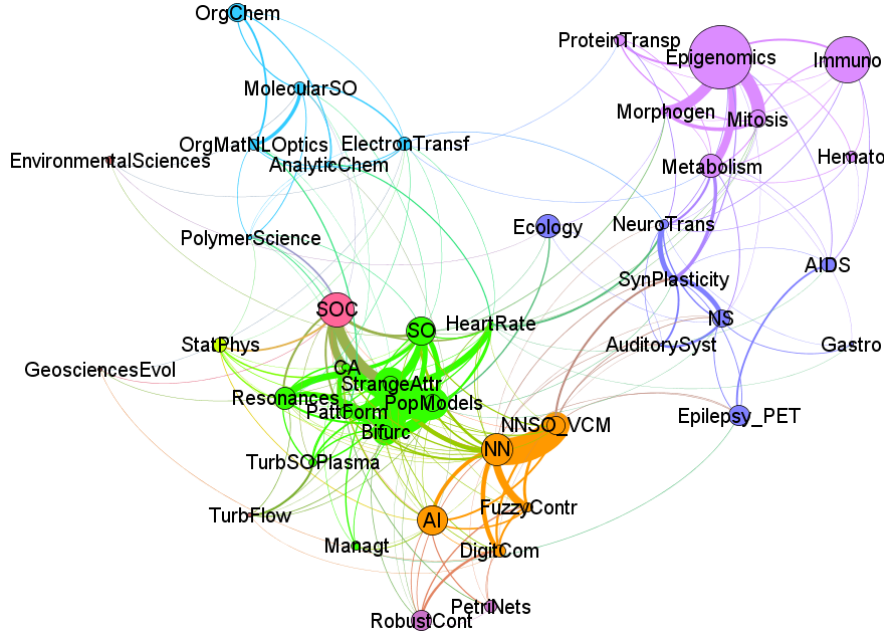 OrgChem
ProteinTransp
Epigenomics
Immuno
MolecularSO
Morphogen
Mitosis
OrgMatNLOptics
ElectronTransf
EnvironmentalSciences
AnalyticChem
Metabolism
Hemato
PolymerScience
Ecology
NeuroTrans
SynPlasticity
AIDS
SOC
SO
HeartRate
NS
StatPhys
AuditorySyst
Gastro
GeosciencesEvol
CA
StrangeAttr
Resonances
PattForm
PopModels
Epilepsy_PET
Bifurc
NNSO_VCM
NN
TurbSOPlasma
FuzzyContr
TurbFlow
AI
Managt
DigitCom
PetriNets
RobustCont